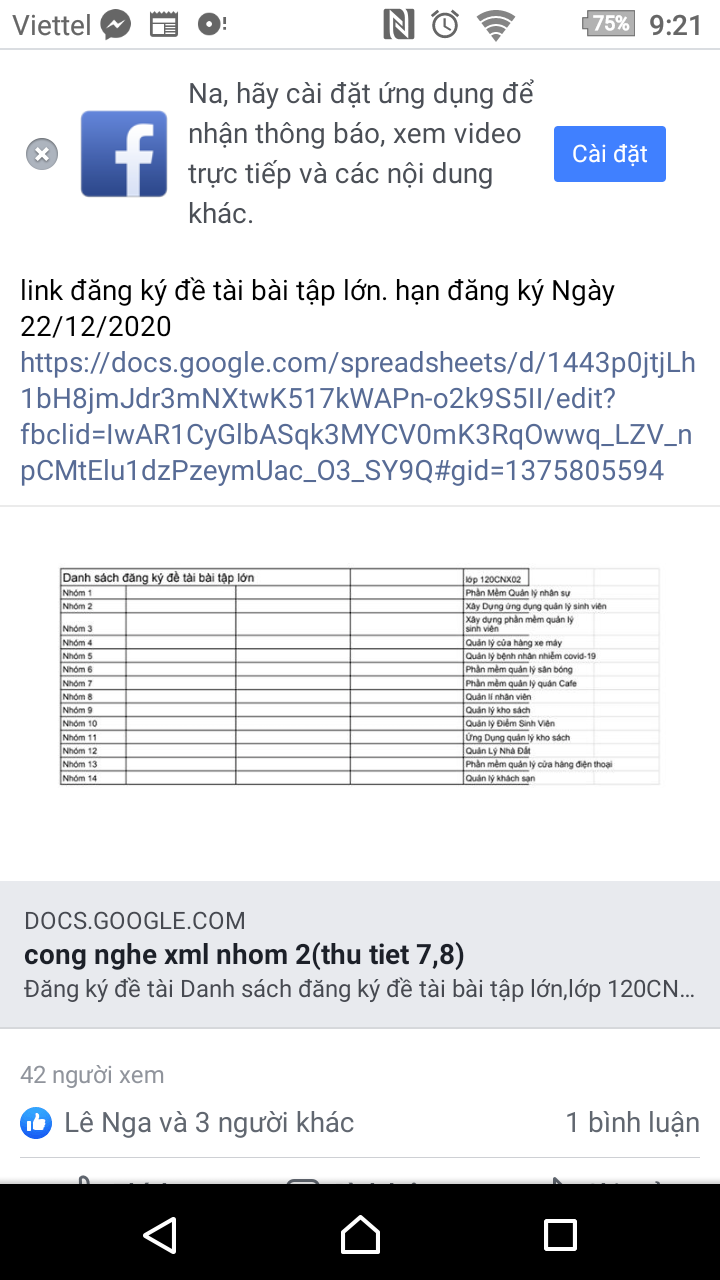 Viettel 75% 9:21
Na, hãy cài đặt ứng dụng để
nhận thông báo, xem video
trực tiếp và các nội dung
khác.
Cài đặt
link đăng ký đề tài bài tập lớn. hạn đăng ký Ngày
22/12/2020
https://docs.google.com/spreadsheets/d/1443p0jtjLh
1bH8jmJdr3mNXtwK517kWAPn-o2k9S5II/edit?
fbclid=IwAR1CyGlbASqk3MYCV0mK3RqOwwq_LZV_n
pCMtElu1dzPzeymUac_O3_SY9Q#gid=1375805594
Danh sách đăng ký đề tài bài tập lớn lớp 120CNX02
Nhóm 1 Phần Mềm Quản lý nhân sự
Nhóm 2 Xây Dựng ứng dụng quản lý sinh viên
Nhóm 3 Xây dựng phần mềm quản lý
sinh viên
Nhóm 4 Quản lý cửa hàng xe máy
Nhóm 5 Quản lý bệnh nhân nhiễm covid-19
Nhóm 6 Phần mềm quản lý sân bóng
Nhóm 7 Phần mềm quản lý quán Cafe
Nhóm 8 Quản lí nhân viên
Nhóm 9 Quản lý kho sách
Nhóm 10 Quản lý Điểm Sinh Viên
Nhóm 11 Ứng Dụng quản lý kho sách
Nhóm 12 Quản Lý Nhà Đất
Nhóm 13 Phần mềm quản lý cửa hàng điện thoại
Nhóm 14 Quản lý khách sạn
DOCS.GOOGLE.COM
cong nghe xml nhom 2(thu tiet 7,8)
Đăng ký đề tài Danh sách đăng ký đề tài bài tập lớn,lớp 120CN...
42 người xem
Lê Nga và 3 người khác 1 bình luận